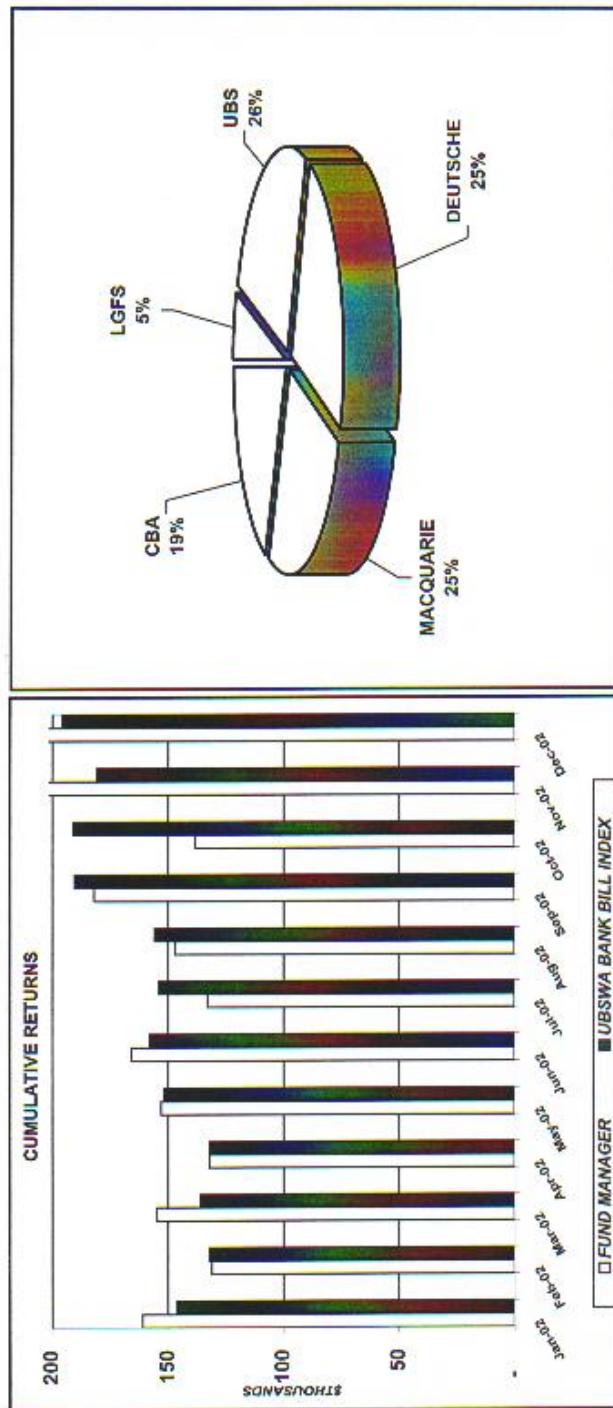 CUMULATIVE RETURNS
200
150
100
50
-
$THOUSANDS
Jan-02
Feb-02
Mar-02
Apr-02
May-02
Jun-02
Jul-02
Aug-02
Sep-02
Oct-02
Nov-02
Dec-02
FUND MANAGER
UBSWA BANK BILL INDEX
LGFS
5%
UBS
26%
CBA
19%
MACQUARIE
25%
DEUTSCHE
25%